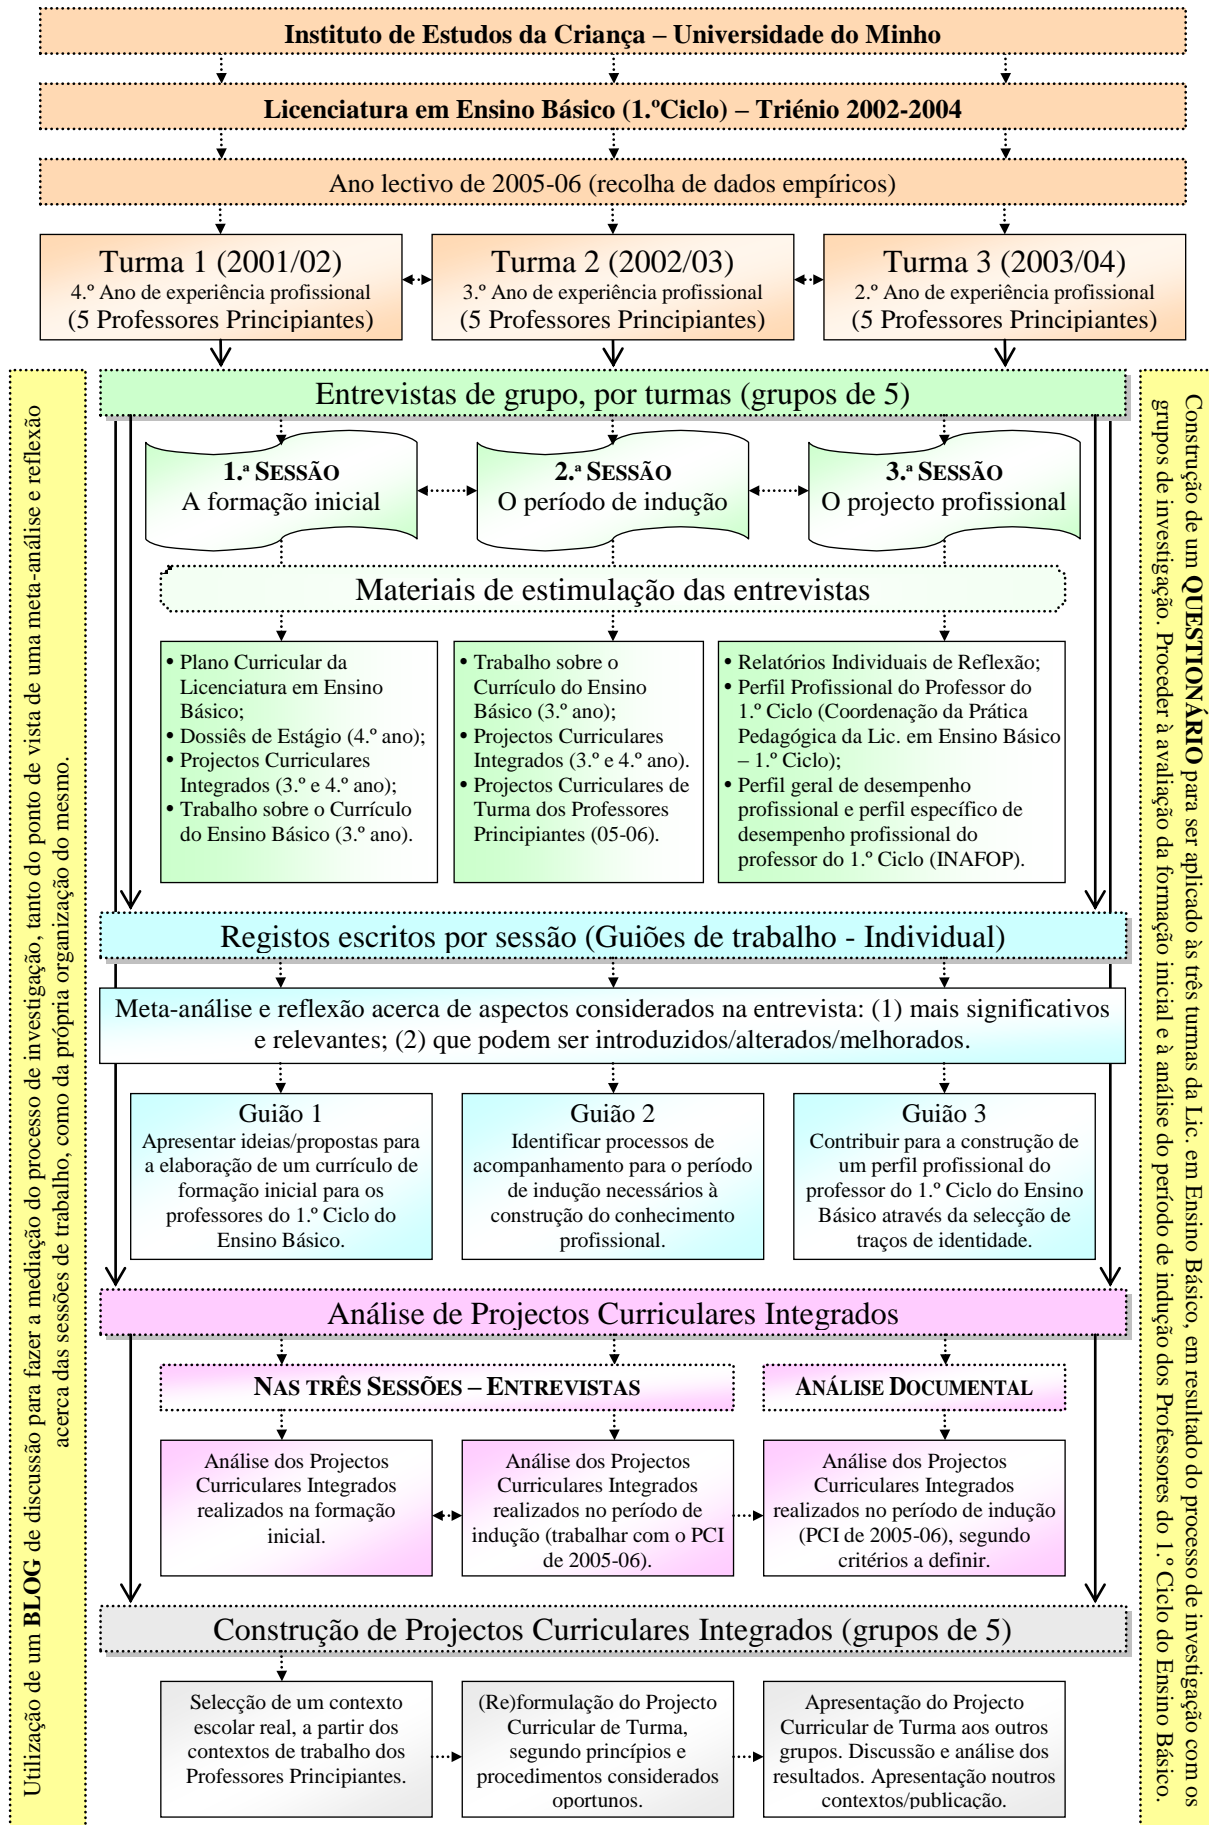 Instituto de Estudos da Criança – Universidade do Minho
Licenciatura em Ensino Básico (1.ºCiclo) – Triénio 2002-2004
Ano lectivo de 2005-06 (recolha de dados empíricos)
Turma 1 (2001/02)
4.º Ano de experiência profissional
(5 Professores Principiantes)
Turma 2 (2002/03)
3.º Ano de experiência profissional
(5 Professores Principiantes)
Turma 3 (2003/04)
2.º Ano de experiência profissional
(5 Professores Principiantes)
Utilização de um BLOG de discussão para fazer a mediação do processo de investigação, tanto do ponto de vista de uma meta-análise e reflexão
acerca das sessões de trabalho, como da própria organização do mesmo.
Construção de um QUESTIONÁRIO para ser aplicado às três turmas da Lic. em Ensino Básico, em resultado do processo de investigação com os
grupos de investigação. Proceder à avaliação da formação inicial e à análise do período de indução dos Professores do 1.º Ciclo do Ensino Básico.
Entrevistas de grupo, por turmas (grupos de 5)
1.ª SESSÃO
A formação inicial
2.ª SESSÃO
O período de indução
3.ª SESSÃO
O projecto profissional
Materiais de estimulação das entrevistas
• Plano Curricular da
Licenciatura em Ensino
Básico;
• Dossiês de Estágio (4.º ano);
• Projectos Curriculares
Integrados (3.º e 4.º ano);
• Trabalho sobre o Currículo
do Ensino Básico (3.º ano).
• Trabalho sobre o
Currículo do Ensino
Básico (3.º ano);
• Projectos Curriculares
Integrados (3.º e 4.º ano).
• Projectos Curriculares de
Turma dos Professores
Principiantes (05-06).
• Relatórios Individuais de Reflexão;
• Perfil Profissional do Professor do
1.º Ciclo (Coordenação da Prática
Pedagógica da Lic. em Ensino Básico
– 1.º Ciclo);
• Perfil geral de desempenho
profissional e perfil específico de
desempenho profissional do
professor do 1.º Ciclo (INAFOP).
Registos escritos por sessão (Guiões de trabalho - Individual)
Meta-análise e reflexão acerca de aspectos considerados na entrevista: (1) mais significativos
e relevantes; (2) que podem ser introduzidos/alterados/melhorados.
Guião 1
Apresentar ideias/propostas para
a elaboração de um currículo de
formação inicial para os
professores do 1.º Ciclo do
Ensino Básico.
Guião 2
Identificar processos de
acompanhamento para o período
de indução necessários à
construção do conhecimento
profissional.
Guião 3
Contribuir para a construção de
um perfil profissional do
professor do 1.º Ciclo do Ensino
Básico através da selecção de
traços de identidade.
Análise de Projectos Curriculares Integrados
NAS TRÊS SESSÕES – ENTREVISTAS
ANÁLISE DOCUMENTAL
Análise dos Projectos
Curriculares Integrados
realizados na formação
inicial.
Análise dos Projectos
Curriculares Integrados
realizados no período de
indução (trabalhar com o PCI
de 2005-06).
Análise dos Projectos
Curriculares Integrados
realizados no período de indução
(PCI de 2005-06), segundo
critérios a definir.
Construção de Projectos Curriculares Integrados (grupos de 5)
Selecção de um contexto
escolar real, a partir dos
contextos de trabalho dos
Professores Principiantes.
(Re)formulação do Projecto
Curricular de Turma,
segundo princípios e
procedimentos considerados
oportunos.
Apresentação do Projecto
Curricular de Turma aos outros
grupos. Discussão e análise dos
resultados. Apresentação noutros
contextos/publicação.